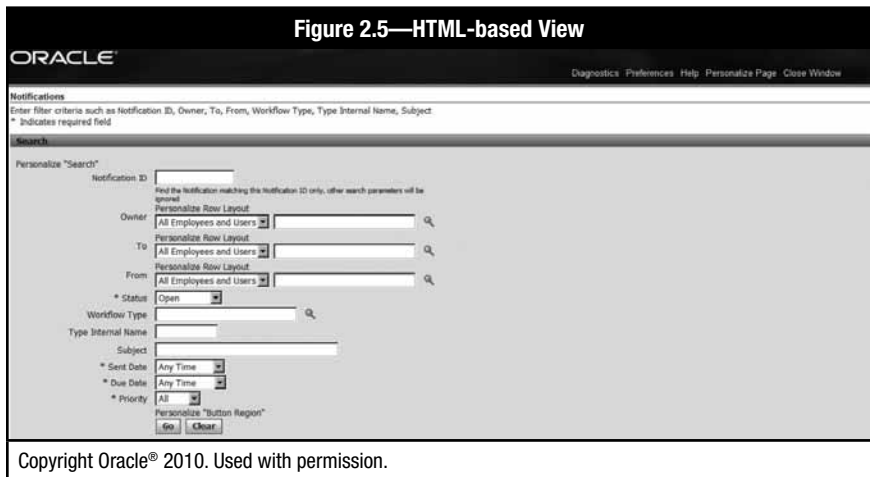 Figure 2.5—HTML-based View
ORACLE
Diagnostics Preferences Help Personalize Page Close Window
Notifications
Enter filter criteria such as Notification ID, Owner, To, From, Workflow Type, Type Internal Name, Subject
* Indicates required field
Search
Personalize "Search"
Notification ID
Find the Notification matching this Notification ID only, other search parameters will be
ignored
Personalize Row Layout
Owner All Employees and Users
Personalize Row Layout
To All Employees and Users
Personalize Row Layout
From All Employees and Users
* Status Open
Workflow Type
Type Internal Name
Subject
* Sent Date Any Time
* Due Date Any Time
* Priority All
Personalize "Button Region"
Go Clear
Copyright Oracle® 2010. Used with permission.